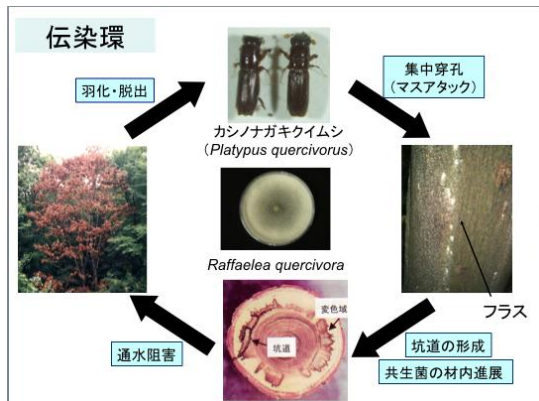 伝染環
羽化・脱出
集中穿孔
(マスアタック)
カシノナガキクイムシ
(Platypus quercivorus)
Raffaelea quercivora
フラス
変色域
坑道
通水阻害
坑道の形成
共生菌の材内進展